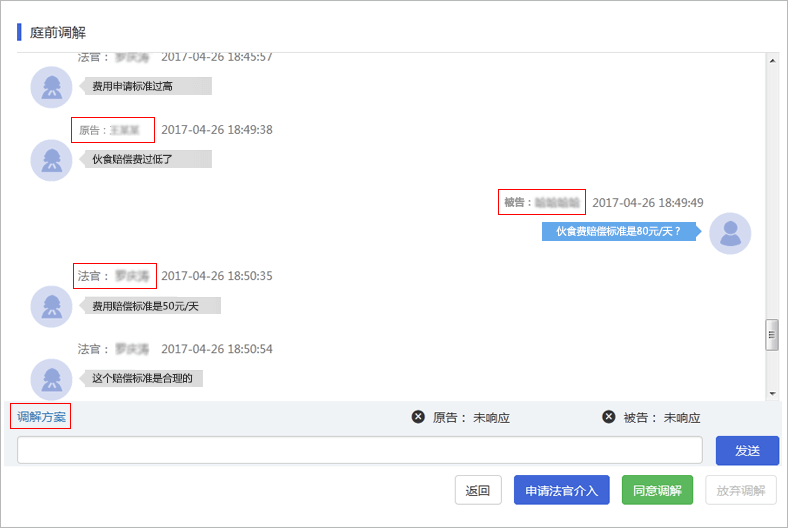 庭前调解
法官： 2017-04-26 18:45:57
费用申请标准过高
原告： 2017-04-26 18:49:38
伙食赔偿费过低了
被告： 2017-04-26 18:49:49
伙食费赔偿标准是80元/天？
法官： 2017-04-26 18:50:35
费用赔偿标准是50元/天
法官： 2017-04-26 18:50:54
这个赔偿标准是合理的
调解方案 原告： 未响应 被告： 未响应
发送
返回 申请法官介入 同意调解 放弃调解